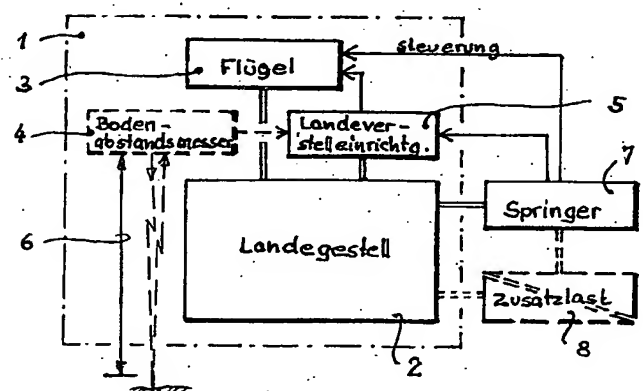 1
steuerung
3
Flügel
4
Boden-
abstandsmesser
Landever-
stelleinrichtg.
5
6
Landegestell
7
Springer
Zusatzlast
2
8